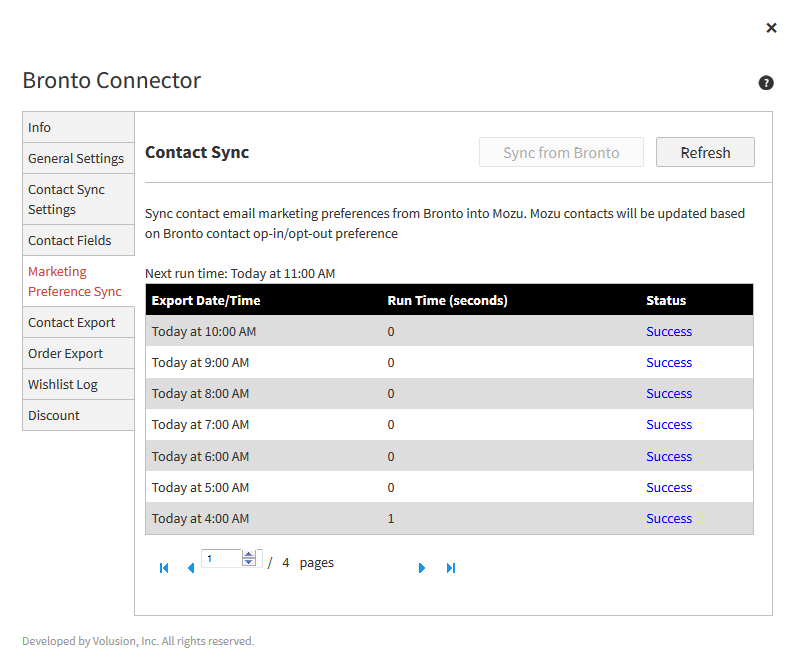 ×
Bronto Connector
?
Info
General Settings
Contact Sync
Settings
Contact Fields
Marketing
Preference Sync
Contact Export
Order Export
Wishlist Log
Discount
Contact Sync
Sync from Bronto
Refresh
Sync contact email marketing preferences from Bronto into Mozu. Mozu contacts will be updated based
on Bronto contact op-in/opt-out preference
Next run time: Today at 11:00 AM
Export Date/Time Run Time (seconds) Status
Today at 10:00 AM 0 Success
Today at 9:00 AM 0 Success
Today at 8:00 AM 0 Success
Today at 7:00 AM 0 Success
Today at 6:00 AM 0 Success
Today at 5:00 AM 0 Success
Today at 4:00 AM 1 Success
1 / 4 pages
Developed by Volusion, Inc. All rights reserved.